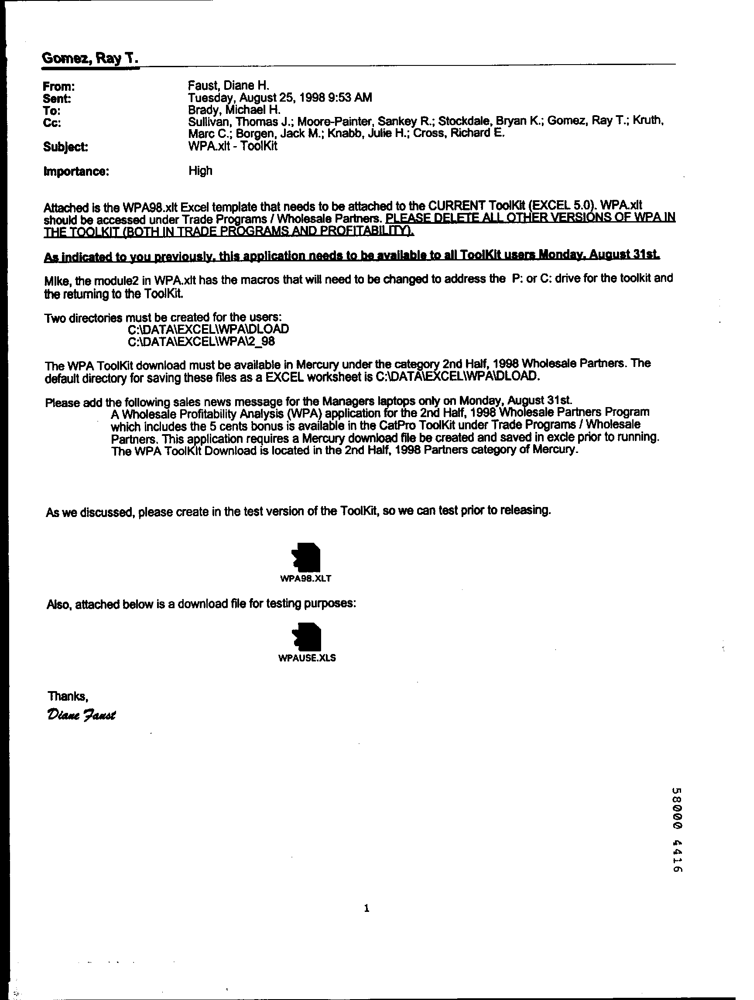 Gomez, Ray T.
From: Faust, Diane H.
Sent: Tuesday, August 25, 1998 9:53 AM
To: Brady, Michael H.
Cc: Sullivan, Thomas J.; Moore-Painter, Sankey R.; Stockdale, Bryan K.; Gomez, Ray T.; Kruth,
Marc C.; Borgen, Jack M.; Knabb, Julie H.; Cross, Richard E.
Subject: WPA.xlt - ToolKit
Importance: High
Attached is the WPA98.xlt Excel template that needs to be attached to the CURRENT ToolKit (EXCEL 5.0). WPA.xlt
should be accessed under Trade Programs / Wholesale Partners. PLEASE DELETE ALL OTHER VERSIONS OF WPA IN
THE TOOLKIT (BOTH IN TRADE PROGRAMS AND PROFITABILITY).
As indicated to you previously, this application needs to be available to all ToolKit users Monday, August 31st.
Mike, the module2 in WPA.xlt has the macros that will need to be changed to address the P: or C: drive for the toolkit and
the returning to the ToolKit.
Two directories must be created for the users:
C:\DATA\EXCEL\WPA\DLOAD
C:\DATA\EXCEL\WPA\2_98
The WPA ToolKit download must be available in Mercury under the category 2nd Half, 1998 Wholesale Partners. The
default directory for saving these files as a EXCEL worksheet is C:\DATA\EXCEL\WPA\DLOAD.
Please add the following sales news message for the Managers laptops only on Monday, August 31st.
A Wholesale Profitability Analysis (WPA) application for the 2nd Half, 1998 Wholesale Partners Program
which includes the 5 cents bonus is available in the CatPro ToolKit under Trade Programs / Wholesale
Partners. This application requires a Mercury download file be created and saved in excle prior to running.
The WPA ToolKit Download is located in the 2nd Half, 1998 Partners category of Mercury.
As we discussed, please create in the test version of the ToolKit, so we can test prior to releasing.
WPA98.XLT
Also, attached below is a download file for testing purposes:
WPAUSE.XLS
Thanks,
Diane Faust
58000 4416
1